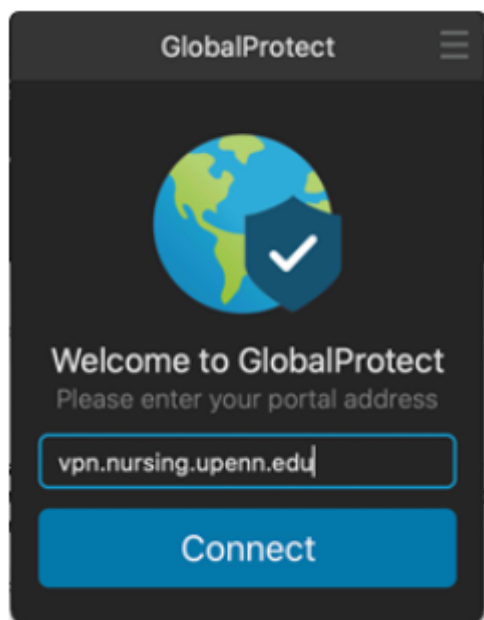 GlobalProtect
Welcome to GlobalProtect
Please enter your portal address
vpn.nursing.upenn.edu
Connect